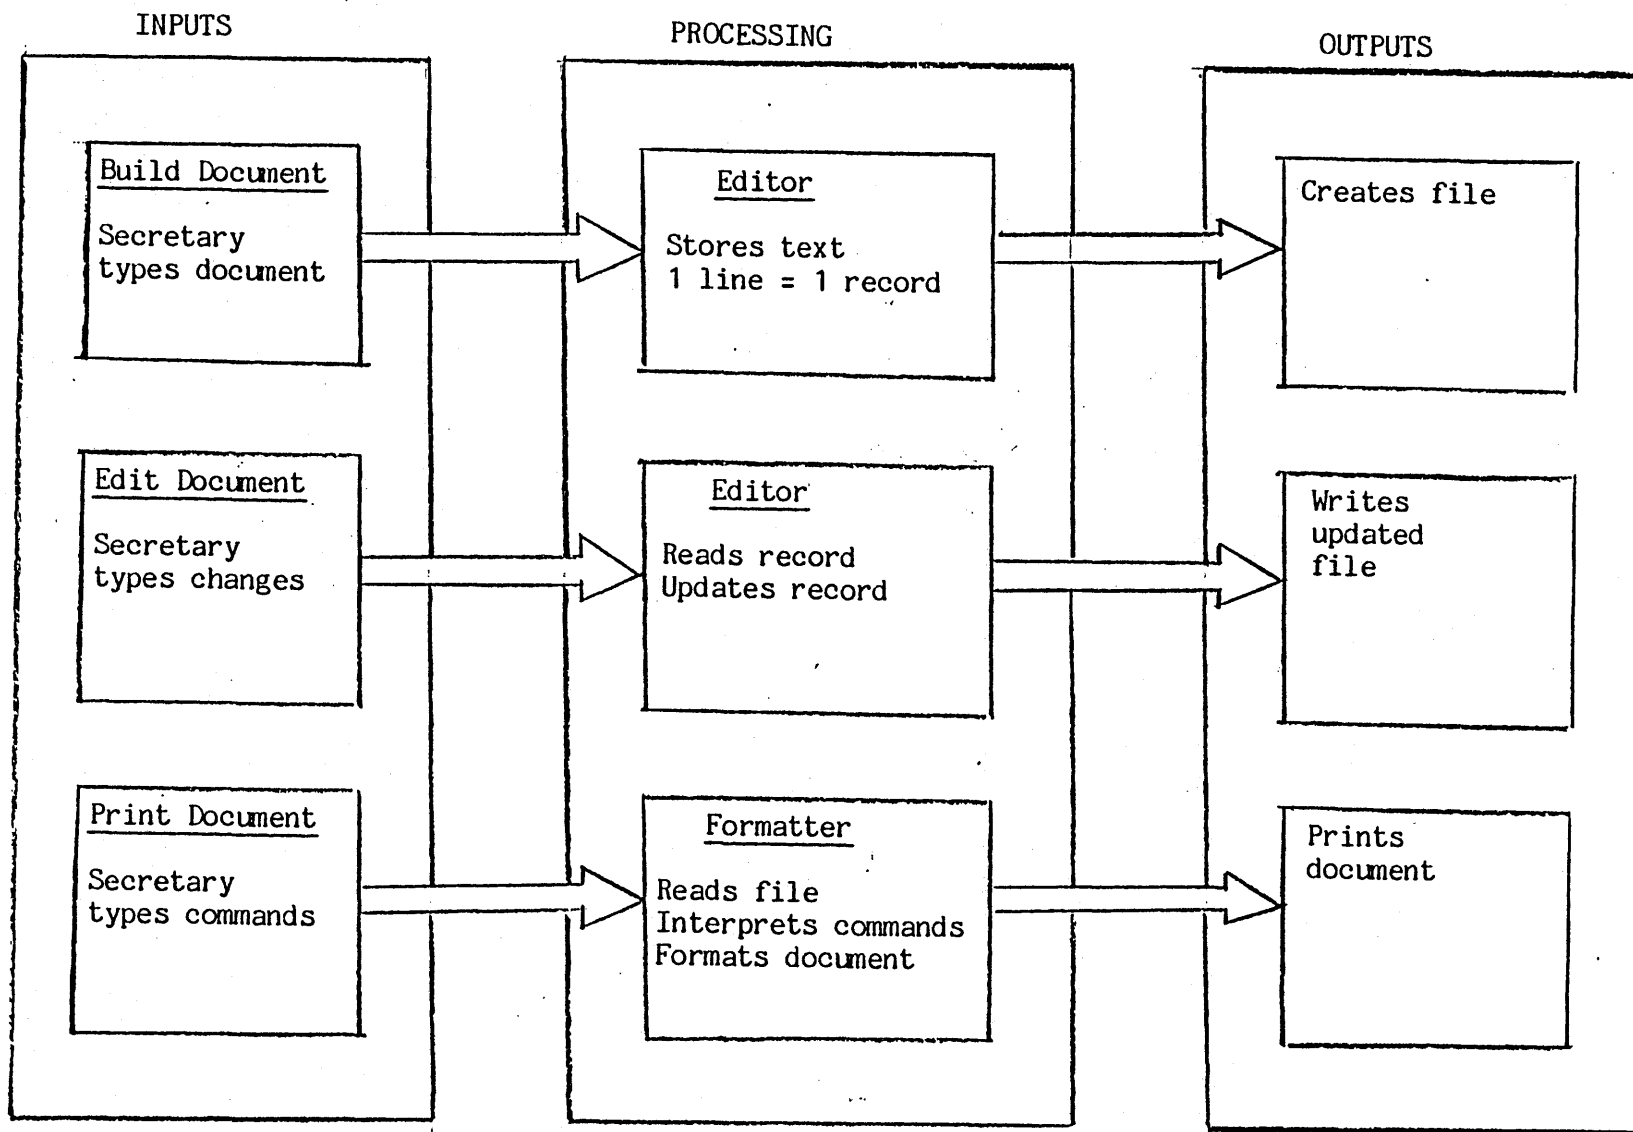 INPUTS
PROCESSING
OUTPUTS
Build Document
Secretary
types document
Editor
Stores text
1 line = 1 record
Creates file
Edit Document
Secretary
types changes
Editor
Reads record
Updates record
Writes
updated
file
Print Document
Secretary
types commands
Formatter
Reads file
Interprets commands
Formats document
Prints
document